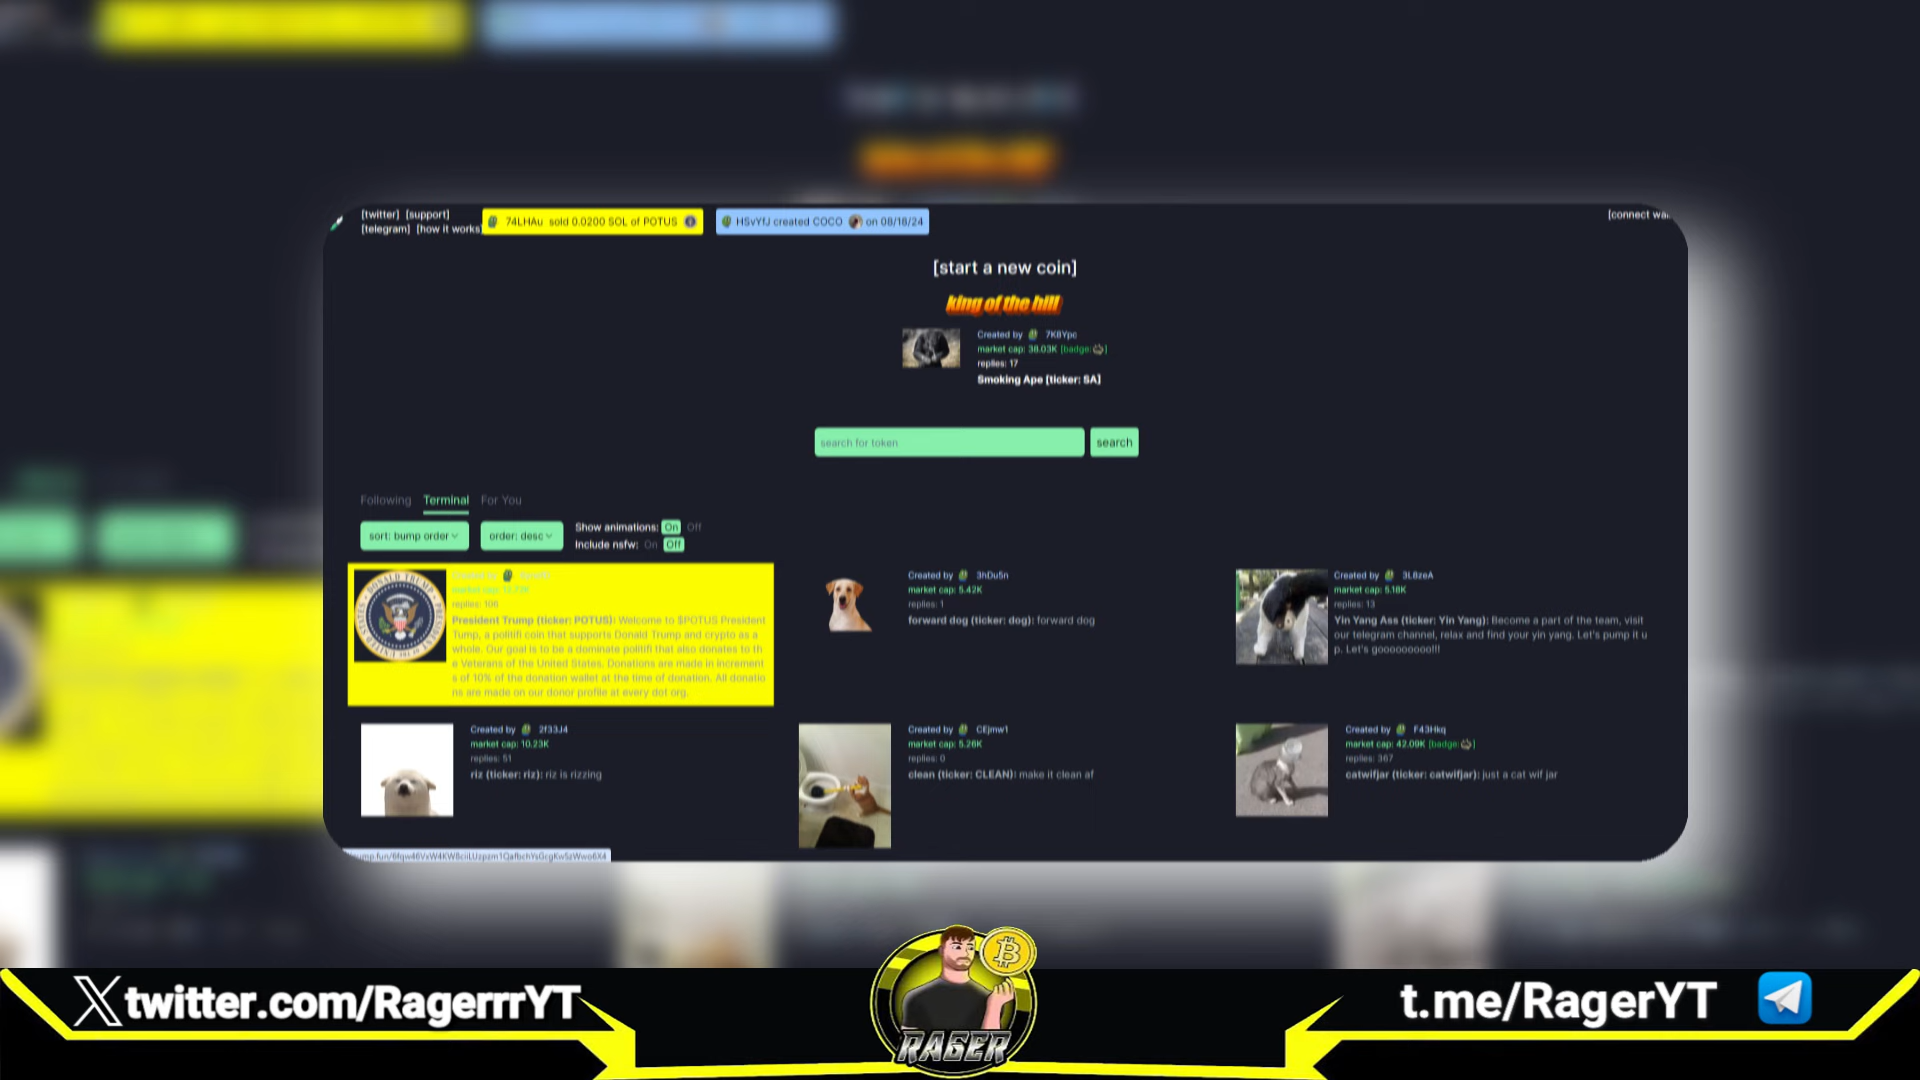 [twitter] [support]
[telegram] [how it works
74LHAu sold 0.0200 SOL of POTUS
HSvYfJ created COCO on 08/18/24
[connect wa
[start a new coin]
king of the hill
Created by 7K8Ypc
market cap: 38.03K [badge: ]
replies: 17
Smoking Ape [ticker: SA]
search for token
search
Following Terminal For You
sort: bump order
order: desc
Show animations: On Off
Include nsfw: On Off
DONALD TRUMP
replies: 106
President Trump (ticker: POTUS): Welcome to $POTUS President
Tump, a politifi coin that supports Donald Trump and crypto as a
whole. Our goal is to be a dominate politifi that also donates to th
e Veterans of the United States. Donations are made in increment
s of 10% of the donation wallet at the time of donation. All donatio
ns are made on our donor profile at every dot org.
Created by 3hDu5n
market cap: 5.42K
replies: 1
forward dog (ticker: dog): forward dog
Created by 3L8zeA
market cap: 5.18K
replies: 13
Yin Yang Ass (ticker: Yin Yang): Become a part of the team, visit
our telegram channel, relax and find your yin yang. Let's pump it u
p. Let's gooooooooo!!!
Created by 2f33J4
market cap: 10.23K
replies: 51
riz (ticker: riz): riz is rizzing
Created by CEjmw1
market cap: 5.26K
replies: 0
clean (ticker: CLEAN): make it clean af
Created by F43Hkq
market cap: 42.09K [badge: ]
replies: 367
catwifjar (ticker: catwifjar): just a cat wif jar
twitter.com/RagerrrYT
RAGER
t.me/RagerYT